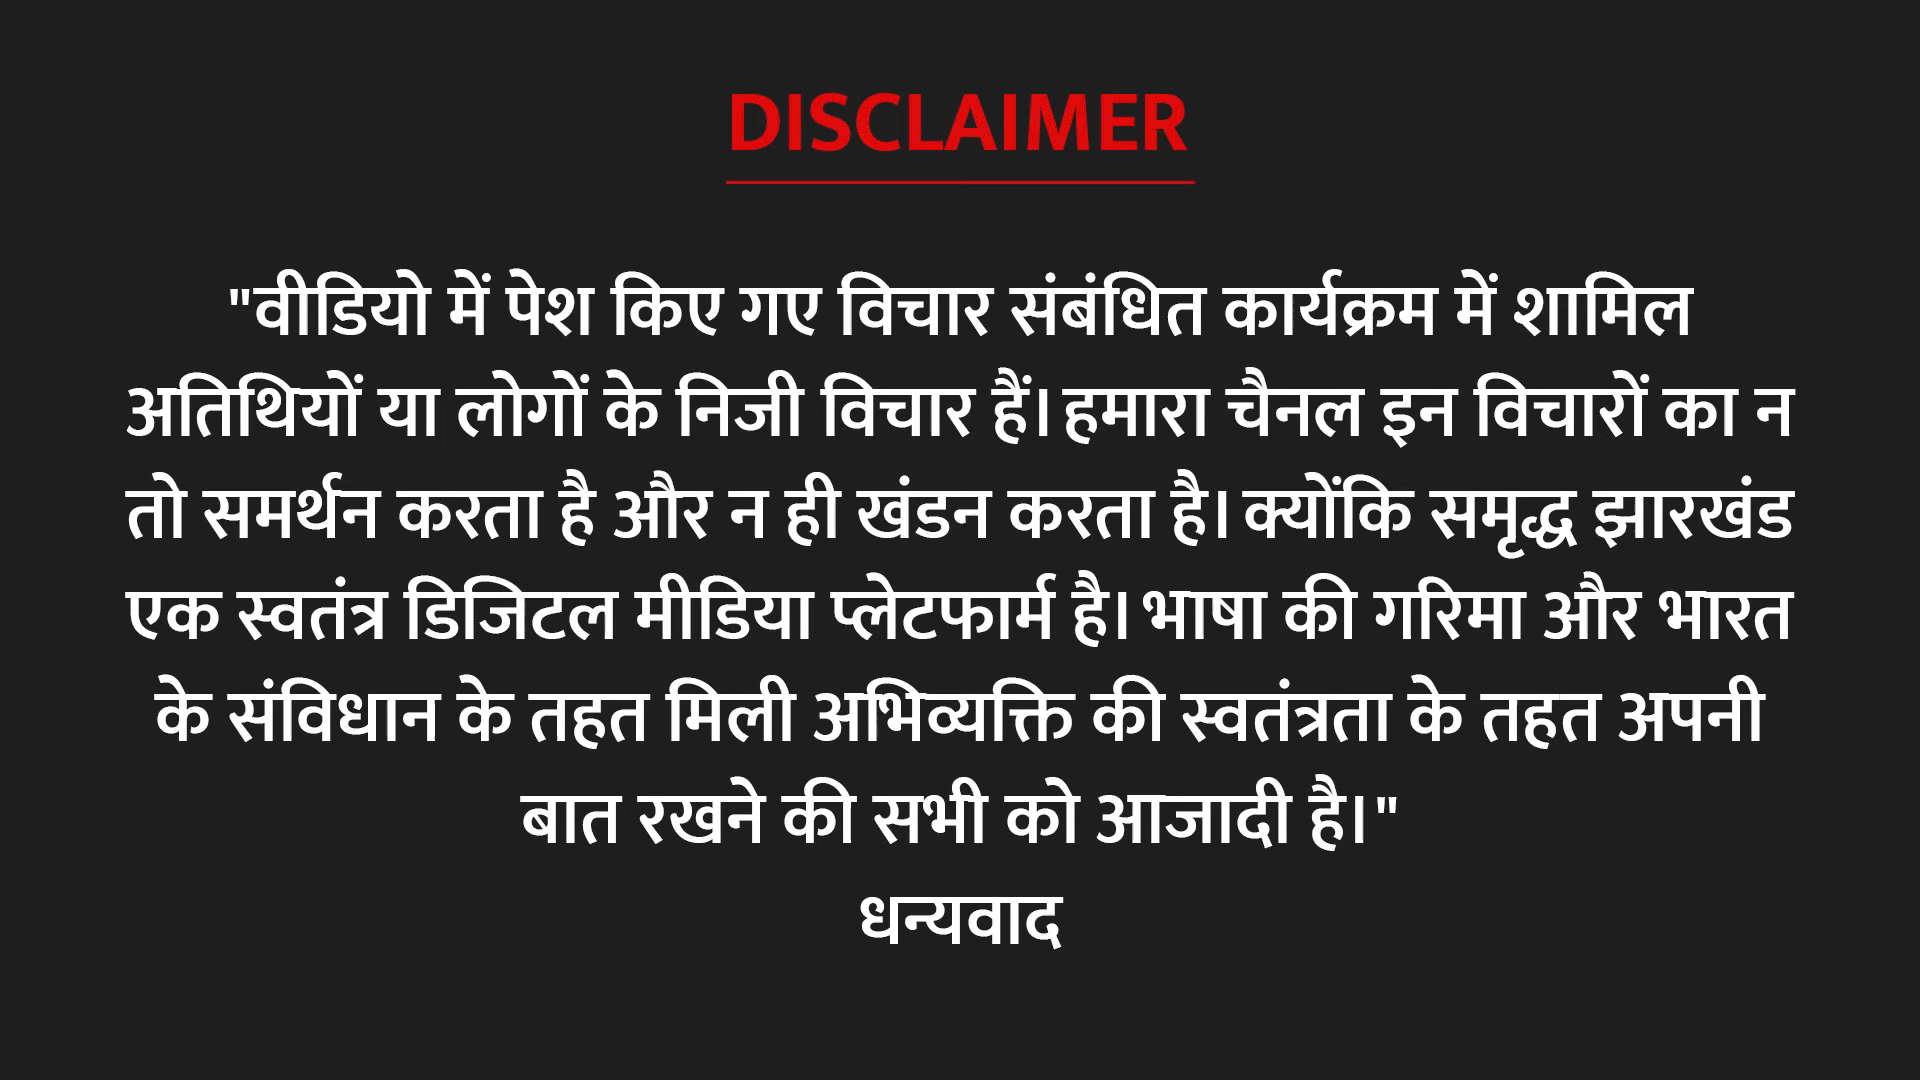 DISCLAIMER
"वीडियो में पेश किए गए विचार संबंधित कार्यक्रम में शामिल
अतिथियों या लोगों के निजी विचार हैं। हमारा चैनल इन विचारों का न
तो समर्थन करता है और न ही खंडन करता है। क्योंकि समृद्ध झारखंड
एक स्वतंत्र डिजिटल मीडिया प्लेटफार्म है। भाषा की गरिमा और भारत
के संविधान के तहत मिली अभिव्यक्ति की स्वतंत्रता के तहत अपनी
बात रखने की सभी को आजादी है।"
धन्यवाद